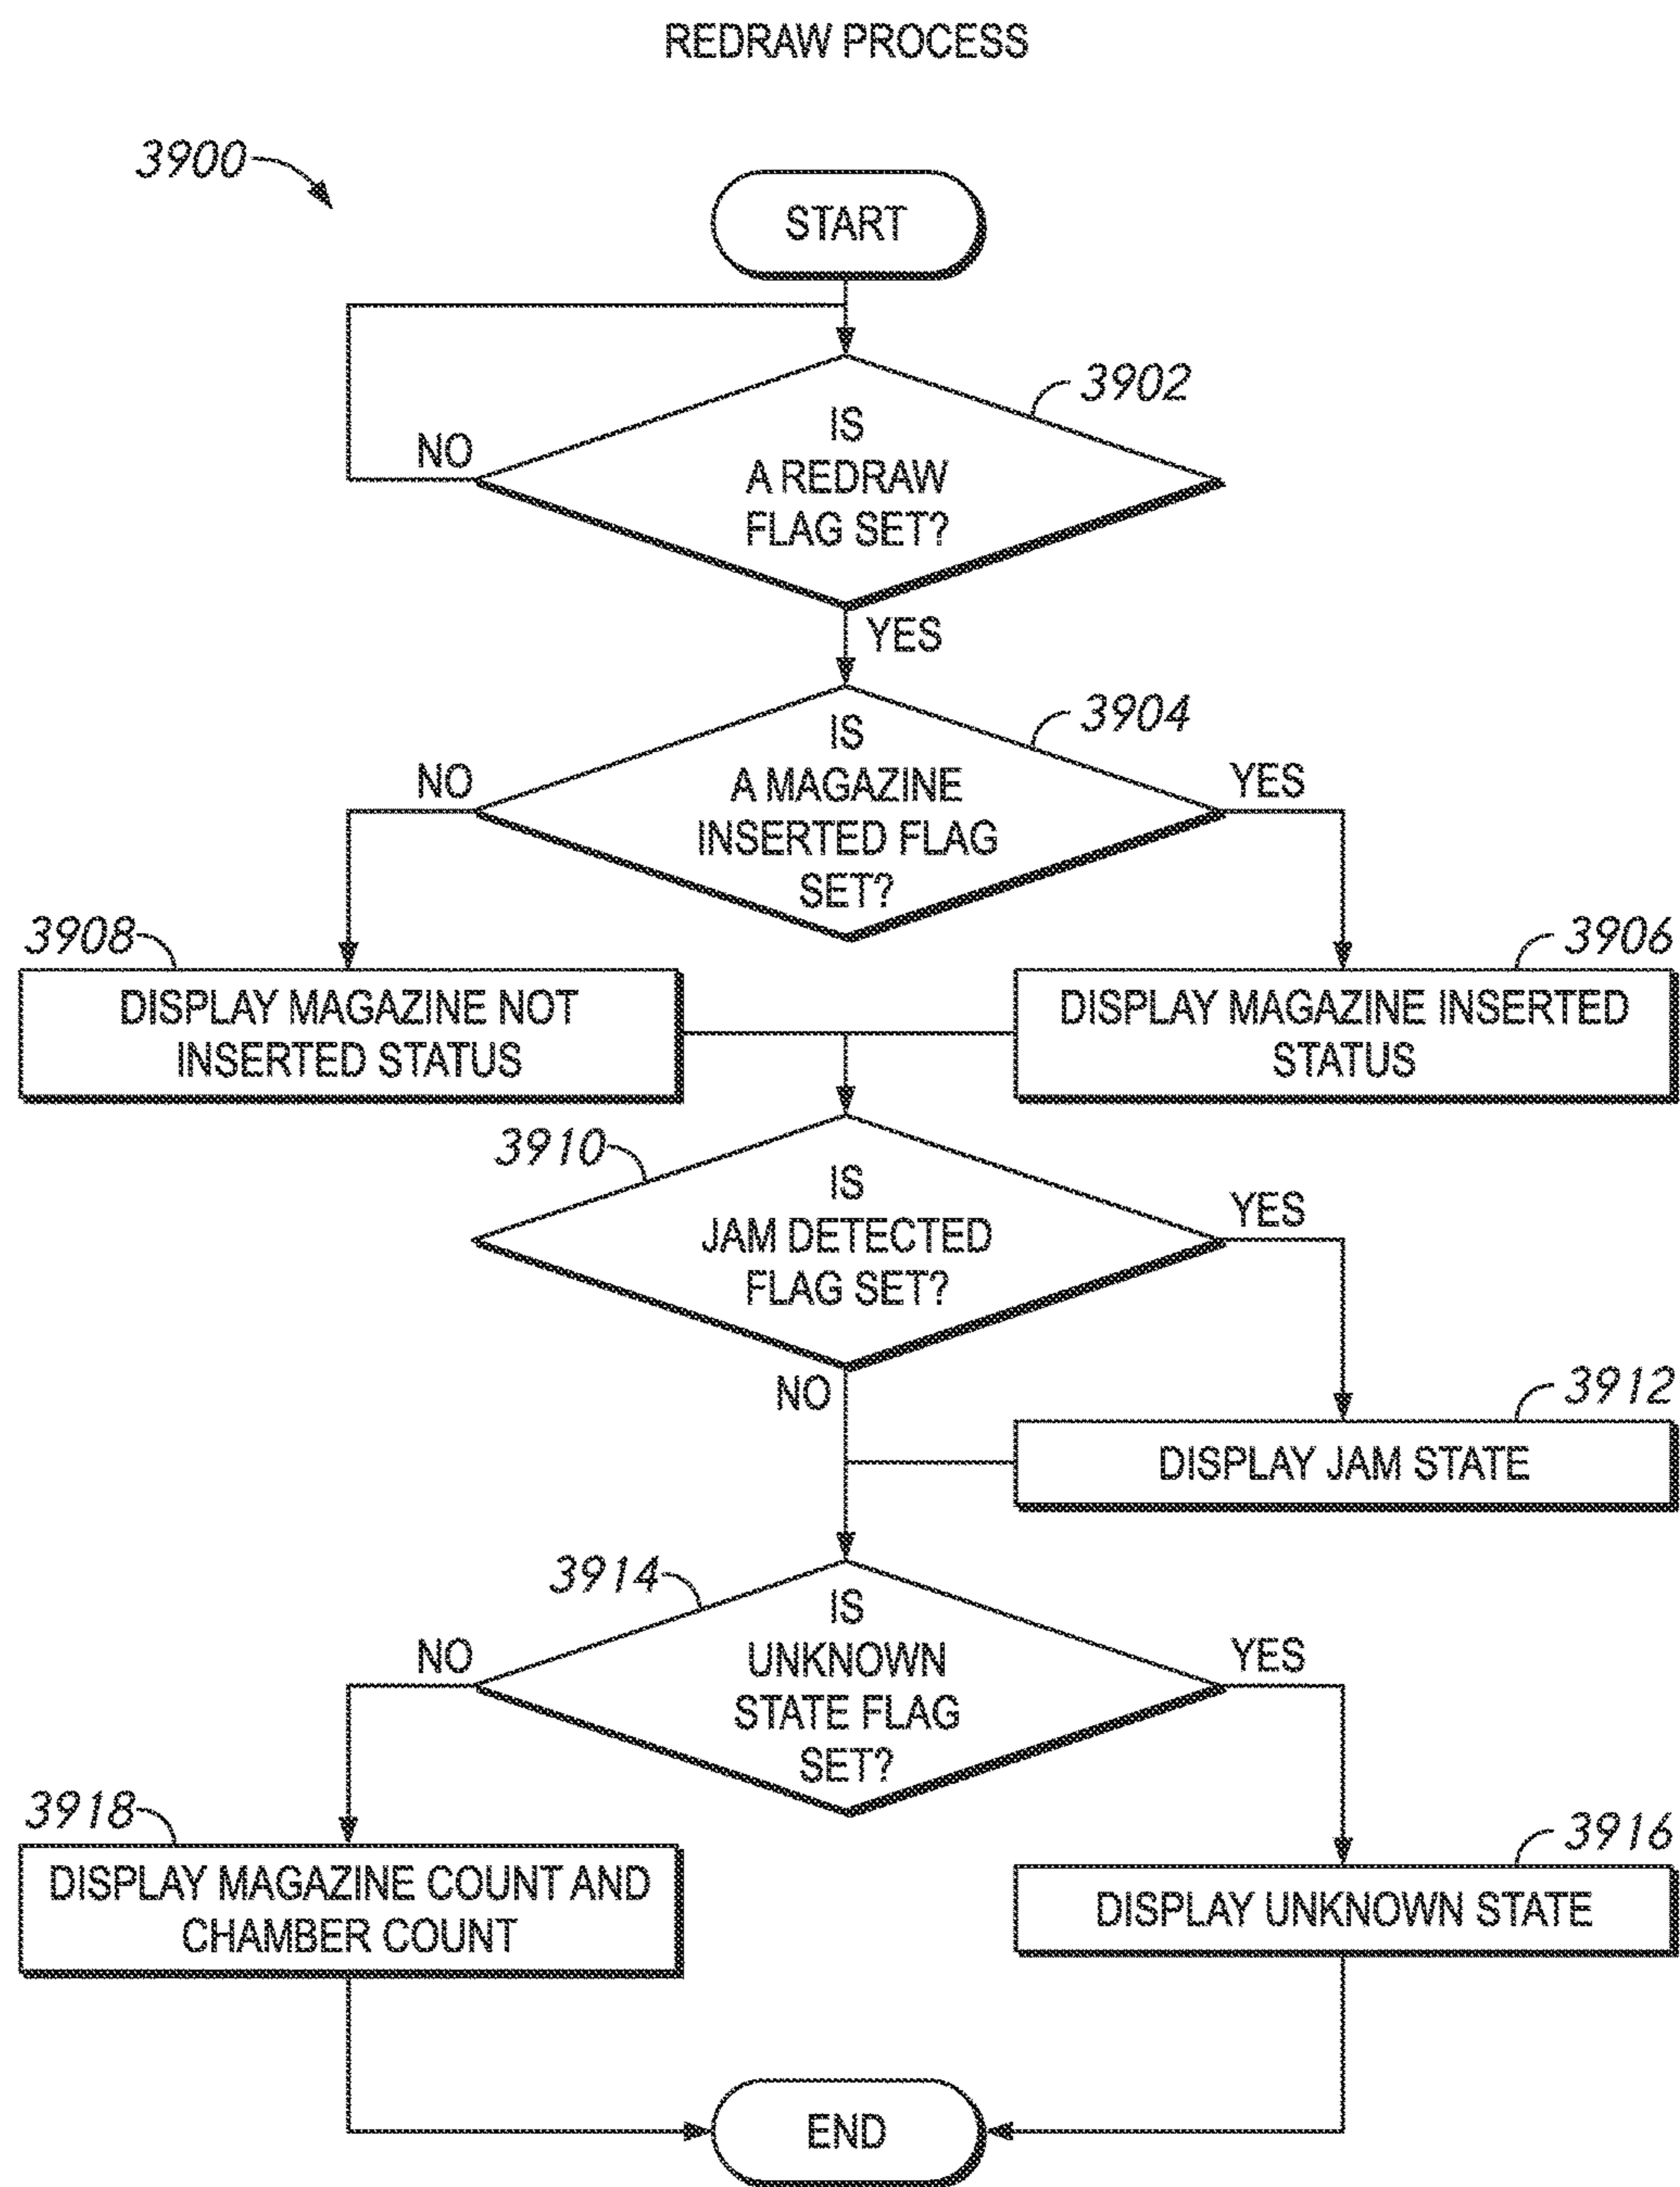 REDRAW PROCESS
3900
START
3902
IS
A REDRAW
FLAG SET?
NO
YES
3904
IS
A MAGAZINE
INSERTED FLAG
SET?
NO
YES
3908
DISPLAY MAGAZINE NOT
INSERTED STATUS
3906
DISPLAY MAGAZINE INSERTED
STATUS
3910
IS
JAM DETECTED
FLAG SET?
YES
NO
3912
DISPLAY JAM STATE
3914
IS
UNKNOWN
STATE FLAG
SET?
NO
YES
3918
DISPLAY MAGAZINE COUNT AND
CHAMBER COUNT
3916
DISPLAY UNKNOWN STATE
END